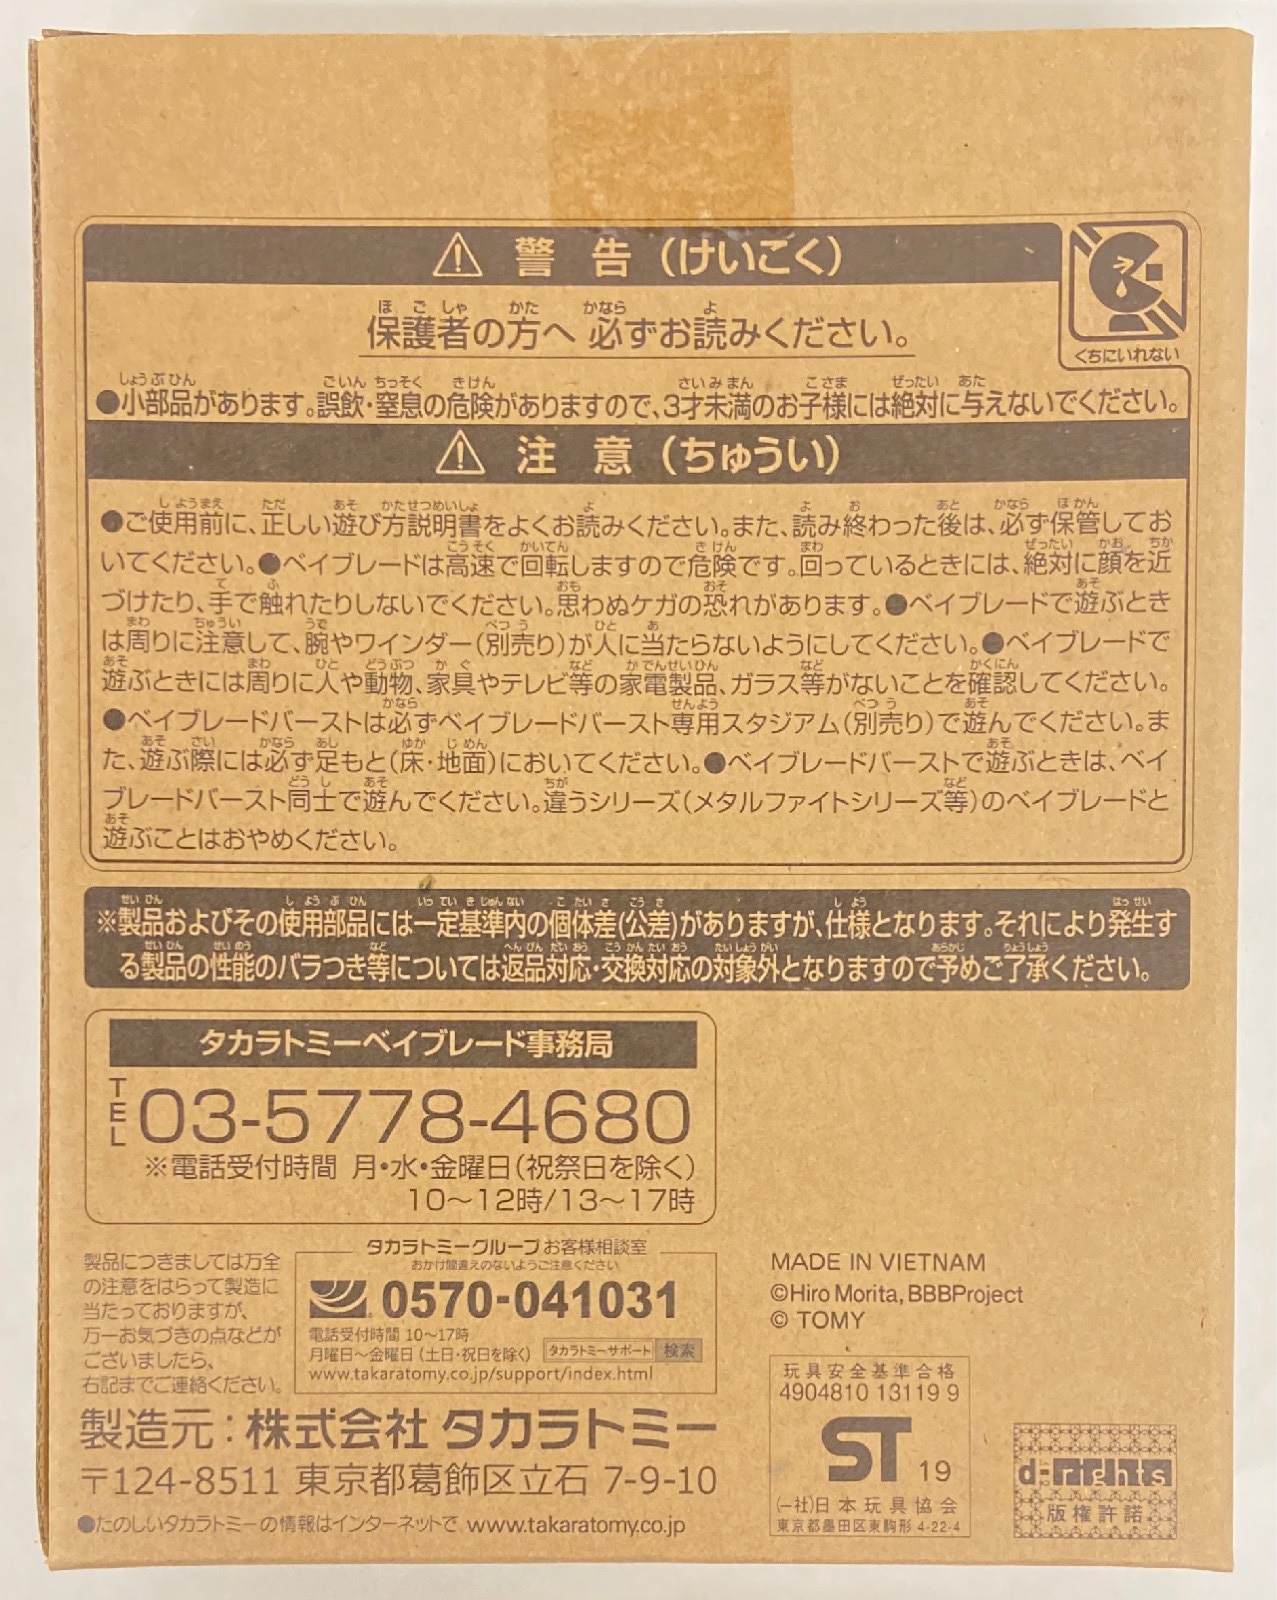 ⚠ 警告(けいこく)
くちにいれない
保護者の方へ 必ずお読みください。
●小部品があります。誤飲・窒息の危険がありますので、3才未満のお子様には絶対に与えないでください。
⚠ 注意(ちゅうい)
●ご使用前に、正しい遊び方説明書をよくお読みください。また、読み終わった後は、必ず保管してお
いてください。●ベイブレードは高速で回転しますので危険です。回っているときには、絶対に顔を近
づけたり、手で触れたりしないでください。思わぬケガの恐れがあります。●ベイブレードで遊ぶとき
は周りに注意して、腕やワインダー(別売り)が人に当たらないようにしてください。●ベイブレードで
遊ぶときには周りに人や動物、家具やテレビ等の家電製品、ガラス等がないことを確認してください。
●ベイブレードバーストは必ずベイブレードバースト専用スタジアム(別売り)で遊んでください。ま
た、遊ぶ際には必ず足もと(床・地面)においてください。●ベイブレードバーストで遊ぶときは、ベイ
ブレードバースト同士で遊んでください。違うシリーズ(メタルファイトシリーズ等)のベイブレードと
遊ぶことはおやめください。
※製品およびその使用部品には一定基準内の個体差(公差)がありますが、仕様となります。それにより発生す
る製品の性能のバラつき等については返品対応・交換対応の対象外となりますので予めご了承ください。
タカラトミーベイブレード事務局
TEL 03-5778-4680
※電話受付時間 月・水・金曜日(祝祭日を除く)
10〜12時/13〜17時
製品につきましては万全
の注意をはらって製造に
当たっておりますが、
万一お気づきの点などが
ございましたら、
右記までご連絡ください。
タカラトミーグループお客様相談室
おかけ間違えのないようご注意ください
0570-041031
電話受付時間 10〜17時
月曜日〜金曜日(土日・祝日を除く) タカラトミーサポート 検索
www.takaratomy.co.jp/support/index.html
製造元:株式会社 タカラトミー
〒124-8511 東京都葛飾区立石 7-9-10
●たのしいタカラトミーの情報はインターネットで www.takaratomy.co.jp
MADE IN VIETNAM
©Hiro Morita, BBBProject
© TOMY
玩具安全基準合格
4904810 13119 9
ST 19
(一社)日本玩具協会
東京都墨田区東駒形 4-22-4
d-rights
版権許諾